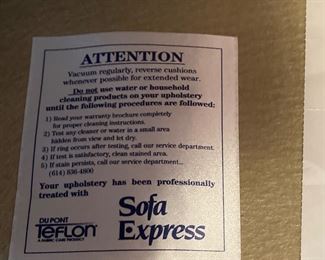 ATTENTION
Vacuum regularly, reverse cushions
whenever possible for extended wear.
Do not use water or household
cleaning products on your upholstery
until the following procedures are followed:
1) Read your warranty brochure completely
for proper cleaning instructions.
2) Test any cleaner or water in a small area
hidden from view and let dry.
3) If ring occurs after testing, call our service department.
4) If test is satisfactory, clean stained area.
5) If stain persists, call our service department...
(614) 836-4800
Your upholstery has been professionally
treated with
DU PONT
TEFLON
A FABRIC CARE PRODUCT
Sofa
Express